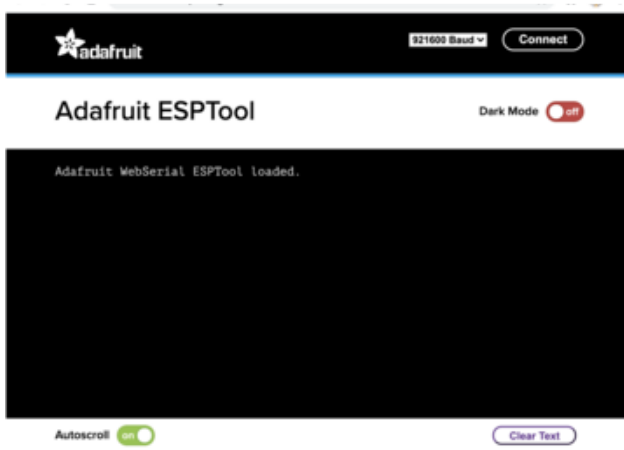 adafruit
921600 Baud
Connect
Adafruit ESPTool
Dark Mode
off
Adafruit WebSerial ESPTool loaded.
Autoscroll
on
Clear Text